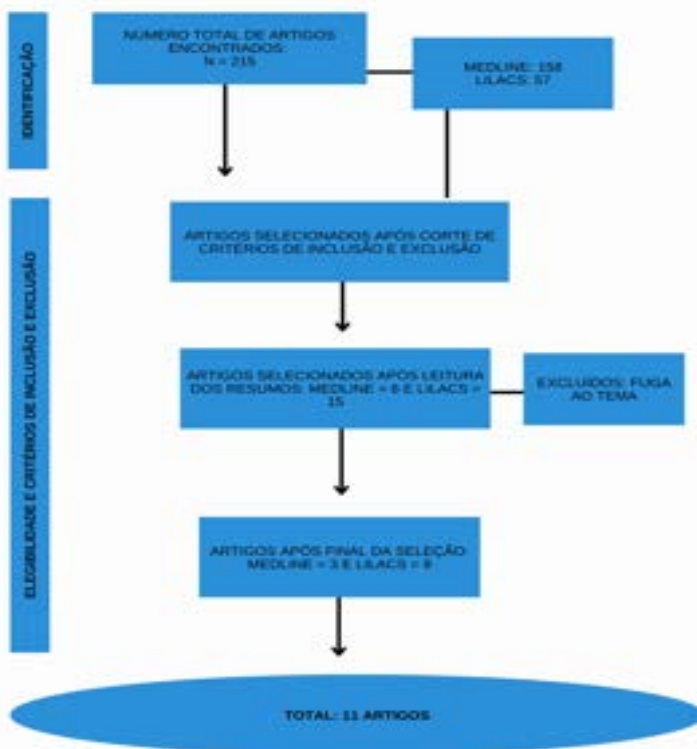 IDENTIFICAÇÃO
NÚMERO TOTAL DE ARTIGOS
ENCONTRADOS:
N = 215
MEDLINE: 158
LILACS: 57
ELEGIBILIDADE E CRITÉRIOS DE INCLUSÃO E EXCLUSÃO
ARTIGOS SELECIONADOS APÓS CORTE DE
CRITÉRIOS DE INCLUSÃO E EXCLUSÃO
ARTIGOS SELECIONADOS APÓS LEITURA
DOS RESUMOS: MEDLINE = E LILACS =
15
EXCLUÍDOS: FUGA
AO TEMA
ARTIGOS APÓS FINAL DA SELEÇÃO
MEDLINE = 3 E LILACS = 8
TOTAL: 11 ARTIGOS